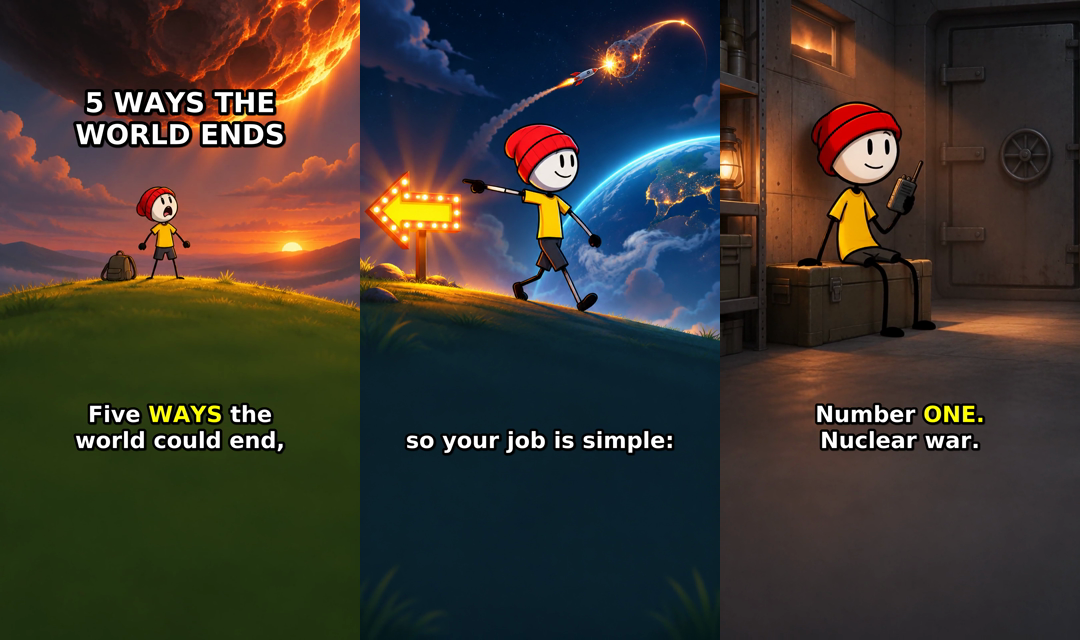 5 WAYS THE
WORLD ENDS
Five WAYS the
world could end,
so your job is simple:
Number ONE.
Nuclear war.